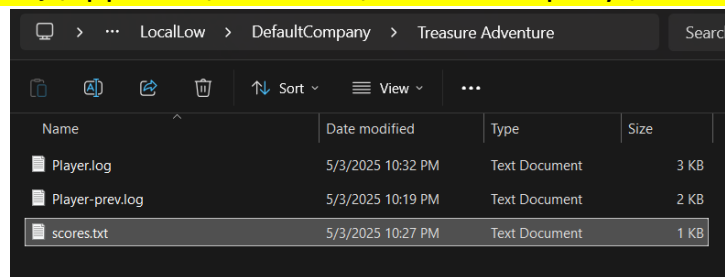 LocalLow > DefaultCompany > Treasure Adventure
Sort View
Name Date modified Type Size
Player.log 5/3/2025 10:32 PM Text Document 3 KB
Player-prev.log 5/3/2025 10:19 PM Text Document 2 KB
scores.txt 5/3/2025 10:27 PM Text Document 1 KB